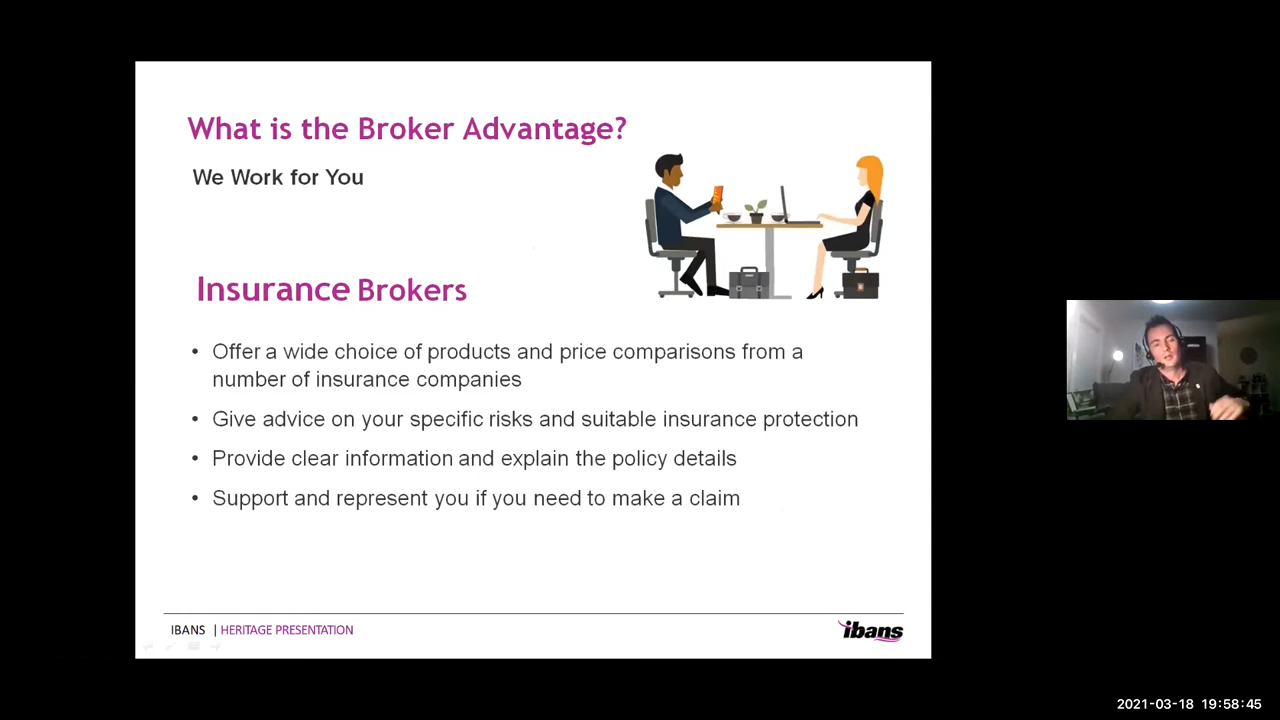 What is the Broker Advantage?
We Work for You
Insurance Brokers
• Offer a wide choice of products and price comparisons from a
number of insurance companies
• Give advice on your specific risks and suitable insurance protection
• Provide clear information and explain the policy details
• Support and represent you if you need to make a claim
IBANS | HERITAGE PRESENTATION
ibans
2021-03-18 19:58:45